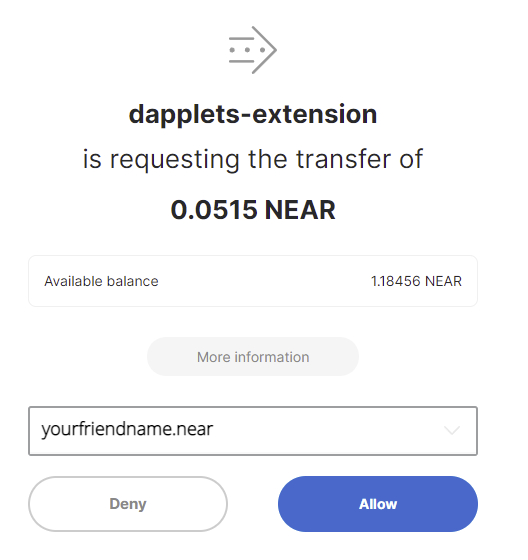 dapplets-extension
is requesting the transfer of
0.0515 NEAR
Available balance 1.18456 NEAR
More information
yourfriendname.near
Deny Allow